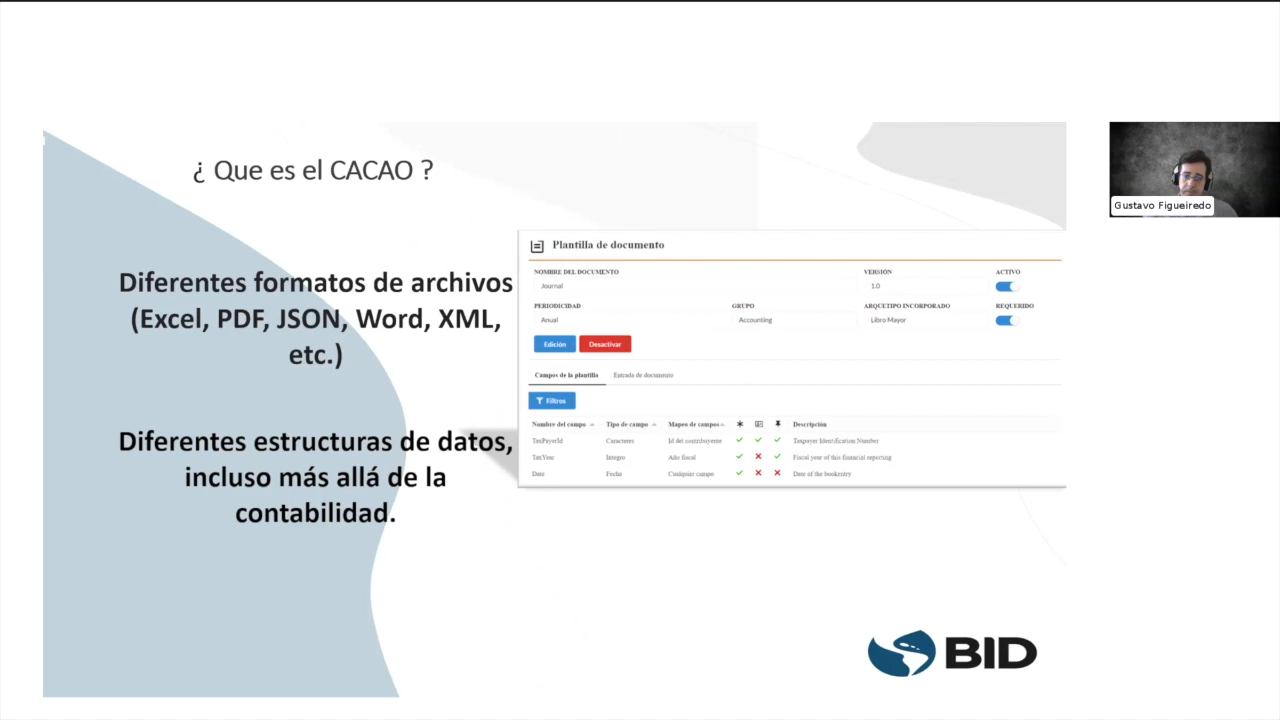 ¿ Que es el CACAO ?
Diferentes formatos de archivos
(Excel, PDF, JSON, Word, XML,
etc.)
Diferentes estructuras de datos,
incluso más allá de la
contabilidad.
Plantilla de documento
NOMBRE DEL DOCUMENTO VERSIÓN ACTIVO
Journal 1.0
PERIODICIDAD GRUPO ARQUETIPO INCORPORADO REQUERIDO
Anual Accounting Libro Mayor
Edición Desactivar
Campos de la plantilla Entrada de documento
Filtros
Nombre del campo Tipo de campo Mapeo de campos Descripción
TaxPayerId Caracteres Id del contribuyente Taxpayer Identification Number
TaxYear Integro Año fiscal Fiscal year of this financial reporting
Date Fecha Cualquier campo Date of the bookentry
BID
Gustavo Figueiredo